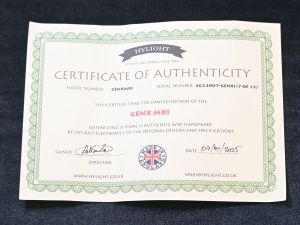 HYLIGHT
CERTIFICATE OF AUTHENTICITY
MODEL NUMBER: GENXMKI SERIAL NUMBER:
THIS CERTIFIES THAT THE LIMITED EDITION OF THE
GENX MKI
GUITAR EFFECTS PEDAL IS AUTHENTIC AND HANDMADE
BY HYLIGHT ELECTRONICS TO THE ORIGINAL DESIGNS AND SPECIFICATIONS.
SIGNED: DATE:
DIRECTOR
WWW.HYLIGHT.CO.UK SALES@HYLIGHT.CO.UK